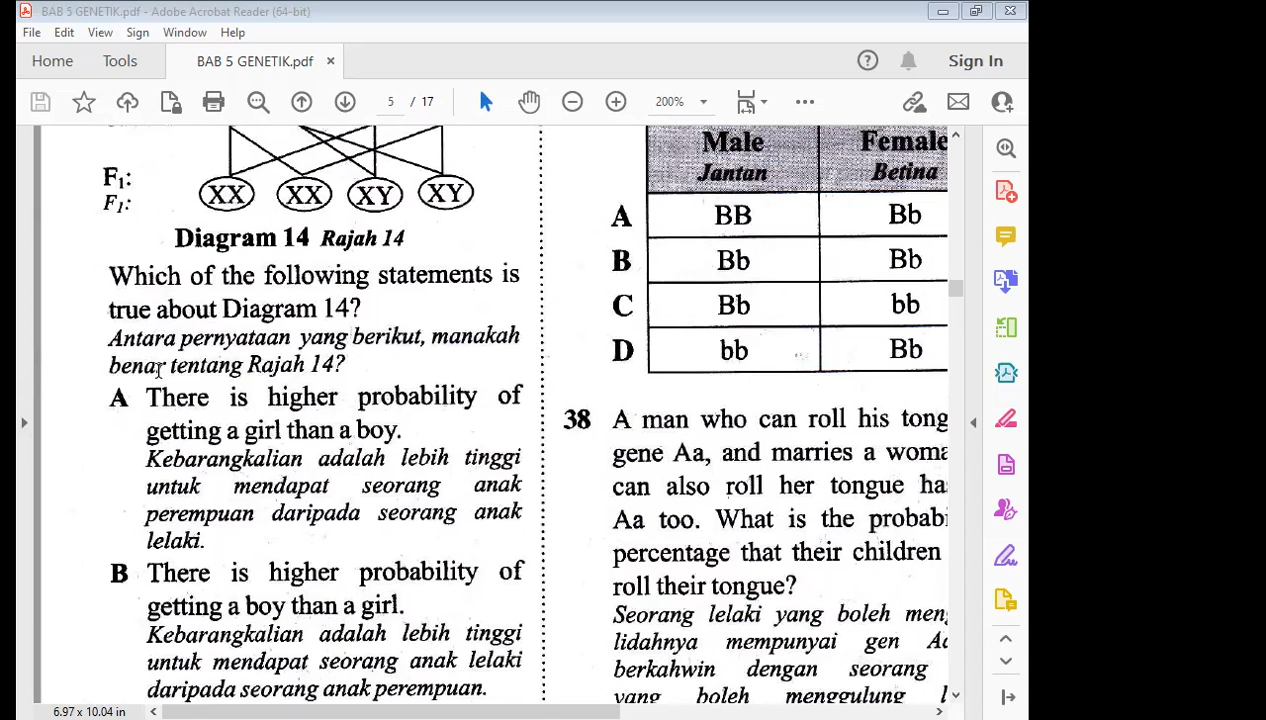 BAB 5 GENETIK.pdf - Adobe Acrobat Reader (64-bit)
File Edit View Sign Window Help
Home Tools BAB 5 GENETIK.pdf × Sign In
5 / 17 200%
F1:
F1:
XX XX XY XY
Diagram 14 Rajah 14
Which of the following statements is
true about Diagram 14?
Antara pernyataan yang berikut, manakah
benar tentang Rajah 14?
A There is higher probability of
getting a girl than a boy.
Kebarangkalian adalah lebih tinggi
untuk mendapat seorang anak
perempuan daripada seorang anak
lelaki.
B There is higher probability of
getting a boy than a girl.
Kebarangkalian adalah lebih tinggi
untuk mendapat seorang anak lelaki
daripada seorang anak perempuan.
Male Female
Jantan Betina
A BB Bb
B Bb Bb
C Bb bb
D bb Bb
38 A man who can roll his tong
gene Aa, and marries a woma
can also roll her tongue ha
Aa too. What is the probabi
percentage that their children
roll their tongue?
Seorang lelaki yang boleh men
lidahnya mempunyai gen Aa
berkahwin dengan seorang
yang boleh menggulung l
6.97 x 10.04 in